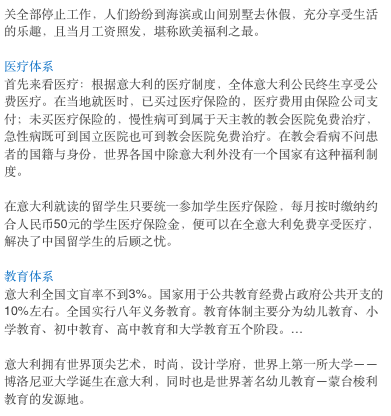 关全部停止工作，人们纷纷到海滨或山间别墅去休假，充分享受生活
的乐趣，且当月工资照发，堪称欧美福利之最。
医疗体系
首先来看医疗：根据意大利的医疗制度，全体意大利公民终生享受公
费医疗。在当地就医时，已买过医疗保险的，医疗费用由保险公司支
付；未买医疗保险的，慢性病可到属于天主教的教会医院免费治疗，
急性病既可到国立医院也可到教会医院免费治疗。在教会看病不问患
者的国籍与身份，世界各国中除意大利外没有一个国家有这种福利制
度。
在意大利就读的留学生只要统一参加学生医疗保险，每月按时缴纳约
合人民币50元的学生医疗保险金，便可以在全意大利免费享受医疗，
解决了中国留学生的后顾之忧。
教育体系
意大利全国文盲率不到3%。国家用于公共教育经费占政府公共开支的
10%左右。全国实行八年义务教育。教育体制主要分为幼儿教育、小
学教育、初中教育、高中教育和大学教育五个阶段。…
意大利拥有世界顶尖艺术，时尚，设计学府，世界上第一所大学——
博洛尼亚大学诞生在意大利，同时也是世界著名幼儿教育—蒙台梭利
教育的发源地。